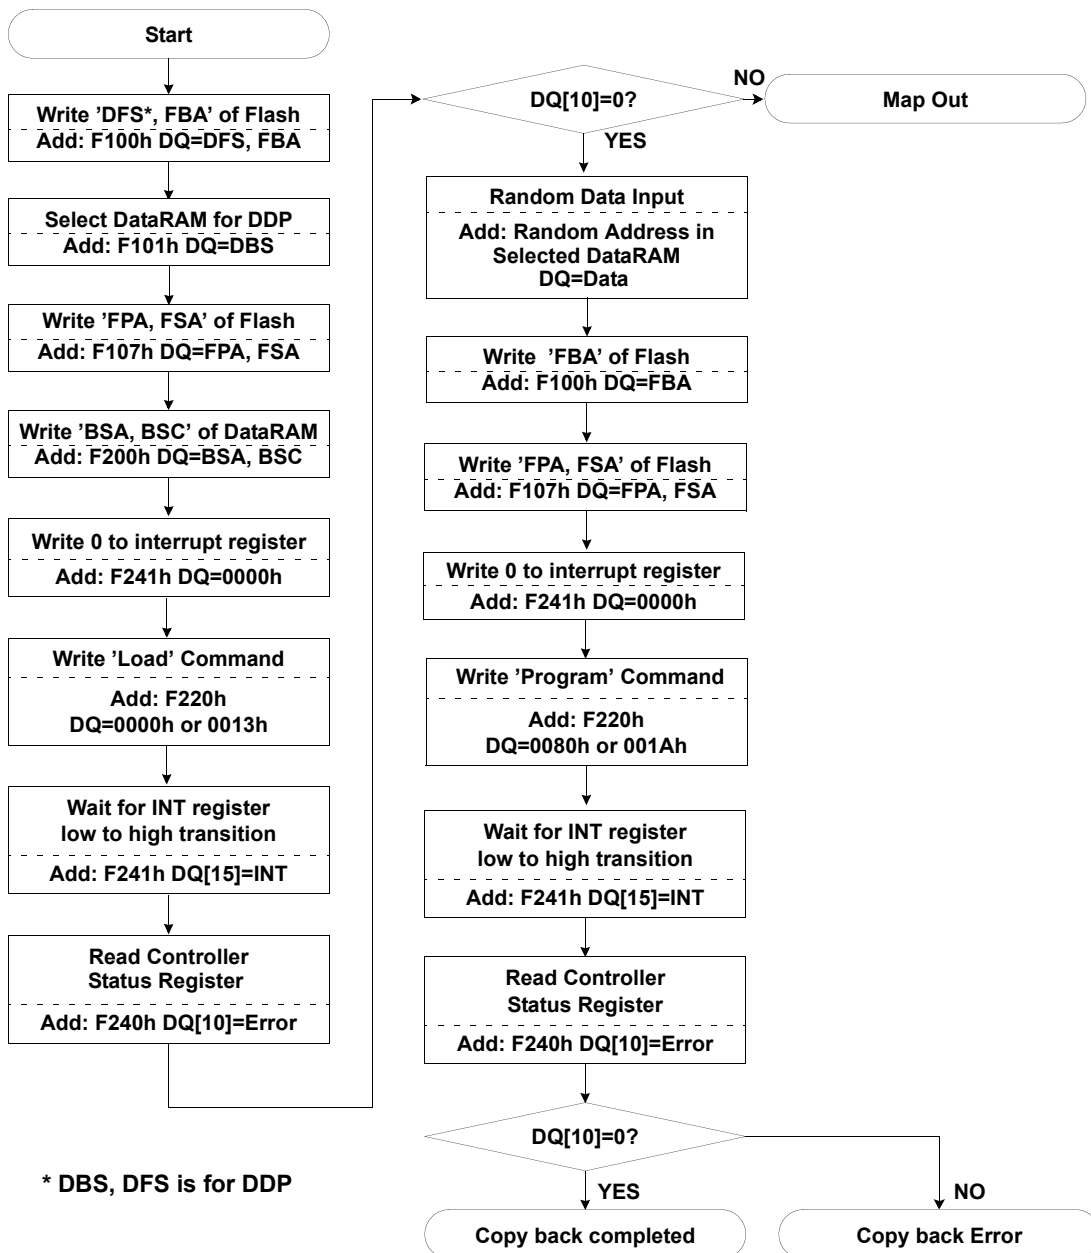 Start
Write ’DFS*, FBA’ of Flash
Add: F100h DQ=DFS, FBA
Select DataRAM for DDP
Add: F101h DQ=DBS
Write ’FPA, FSA’ of Flash
Add: F107h DQ=FPA, FSA
Write ’BSA, BSC’ of DataRAM
Add: F200h DQ=BSA, BSC
Write 0 to interrupt register
Add: F241h DQ=0000h
Write ’Load’ Command
Add: F220h
DQ=0000h or 0013h
Wait for INT register
low to high transition
Add: F241h DQ[15]=INT
Read Controller
Status Register
Add: F240h DQ[10]=Error
DQ[10]=0?
NO
Map Out
YES
Random Data Input
Add: Random Address in
Selected DataRAM
DQ=Data
Write ’FBA’ of Flash
Add: F100h DQ=FBA
Write ’FPA, FSA’ of Flash
Add: F107h DQ=FPA, FSA
Write 0 to interrupt register
Add: F241h DQ=0000h
Write ’Program’ Command
Add: F220h
DQ=0080h or 001Ah
Wait for INT register
low to high transition
Add: F241h DQ[15]=INT
Read Controller
Status Register
Add: F240h DQ[10]=Error
DQ[10]=0?
YES
NO
Copy back completed
Copy back Error
* DBS, DFS is for DDP